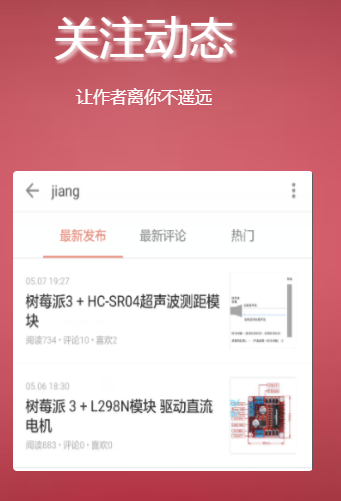 关注动态
让作者离你不遥远
jiang
最新发布 最新评论 热门
05.07 19:27
树莓派3 + HC-SR04超声波测距模
块
阅读734 • 评论10 • 喜欢2
05.06 18:30
树莓派 3 + L298N模块 驱动直流
电机
阅读663 • 评论0 • 喜欢0